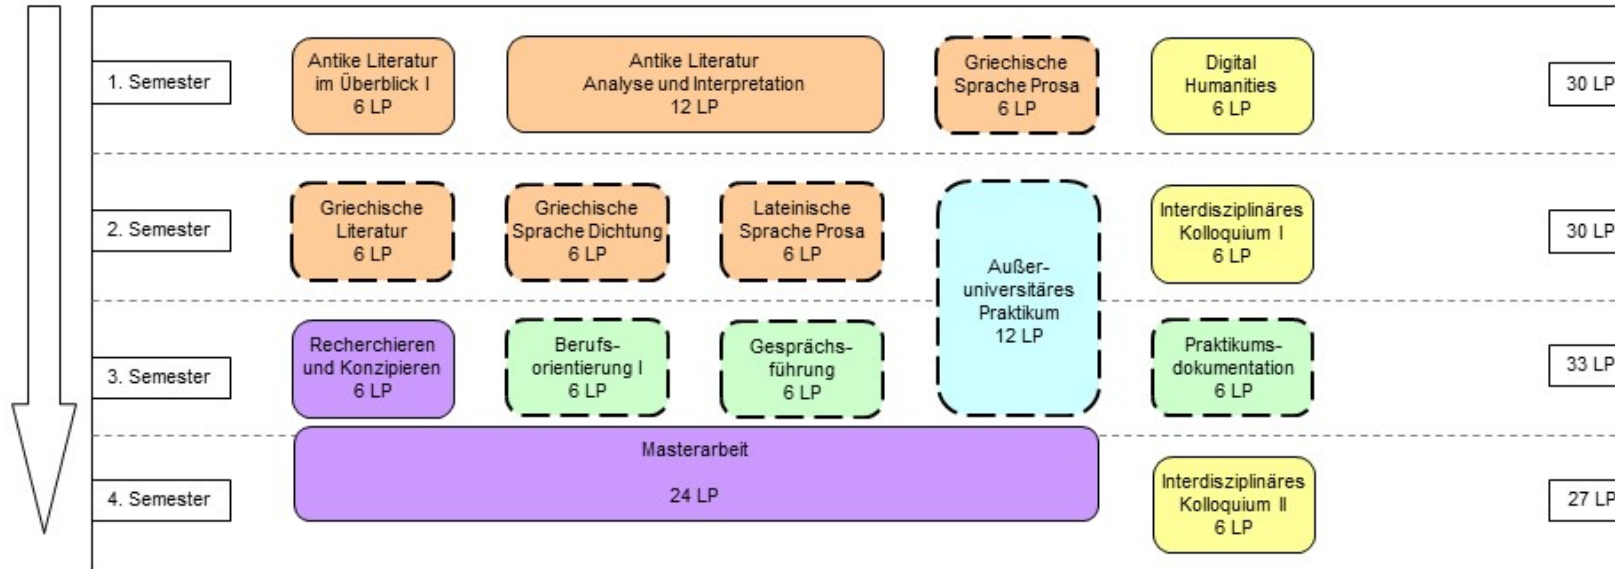 1. Semester
Antike Literatur
im Überblick I
6 LP
Antike Literatur
Analyse und Interpretation
12 LP
Griechische
Sprache Prosa
6 LP
Digital
Humanities
6 LP
30 LP
2. Semester
Griechische
Literatur
6 LP
Griechische
Sprache Dichtung
6 LP
Lateinische
Sprache Prosa
6 LP
Außer-
universitäres
Praktikum
12 LP
Interdisziplinäres
Kolloquium I
6 LP
30 LP
3. Semester
Recherchieren
und Konzipieren
6 LP
Berufs-
orientierung I
6 LP
Gesprächs-
führung
6 LP
Praktikums-
dokumentation
6 LP
33 LP
4. Semester
Masterarbeit
24 LP
Interdisziplinäres
Kolloquium II
6 LP
27 LP